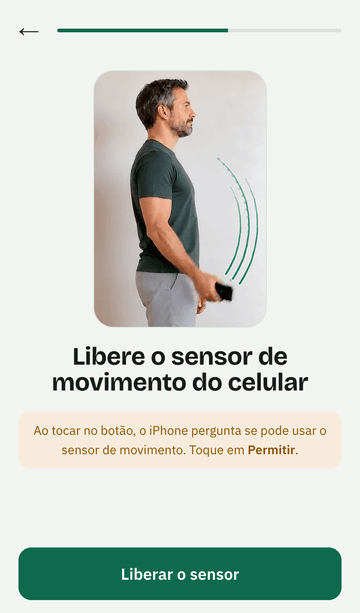 Libere o sensor de
movimento do celular
Ao tocar no botão, o iPhone pergunta se pode usar o
sensor de movimento. Toque em Permitir.
Liberar o sensor